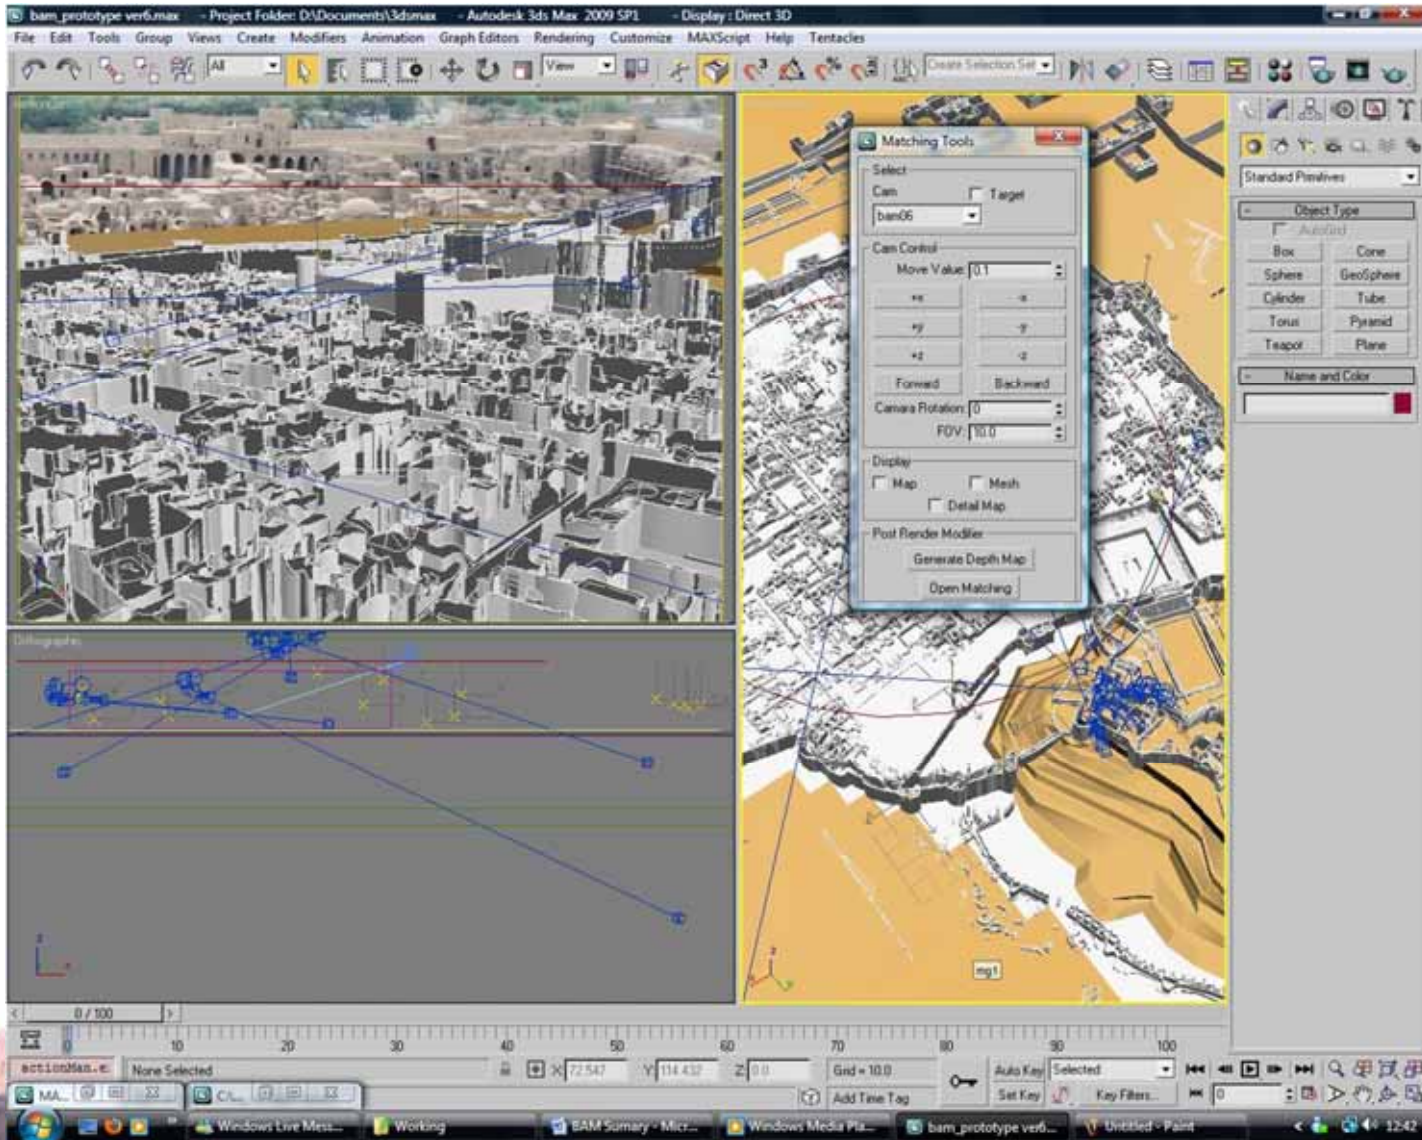 bam_prototype ver6.max - Project Folder: D:\Documents\3dsmax - Autodesk 3ds Max 2009 SP1 - Display : Direct 3D
File Edit Tools Group Views Create Modifiers Animation Graph Editors Rendering Customize MAXScript Help Tentacles
All View Create Selection Set
Matching Tools
Select
Cam Target
bam06
Cam Control
Move Value: 0.1
+x -x
+y -y
+z -z
Forward Backward
Camara Rotation: 0
FOV: 10.0
Display
Map Mesh
Detail Map
Post Render Modifier
Generate Depth Map
Open Matching
Standard Primitives
- Object Type
AutoGrid
Box Cone
Sphere GeoSphere
Cylinder Tube
Torus Pyramid
Teapot Plane
- Name and Color
Orthographic
z
x
z
y
mg1
< 0 / 100 >
0 10 20 30 40 50 60 70 80 90 100
actionMan.e None Selected X: 72.547 Y: 114.432 Z: 0.0 Grid = 10.0 Auto Key Selected
MA... C:\... Add Time Tag Set Key Key Filters... 0
Windows Live Mess... Working BAM Sumary - Micr... Windows Media Pla... bam_prototype ver6... Untitled - Paint 12:42